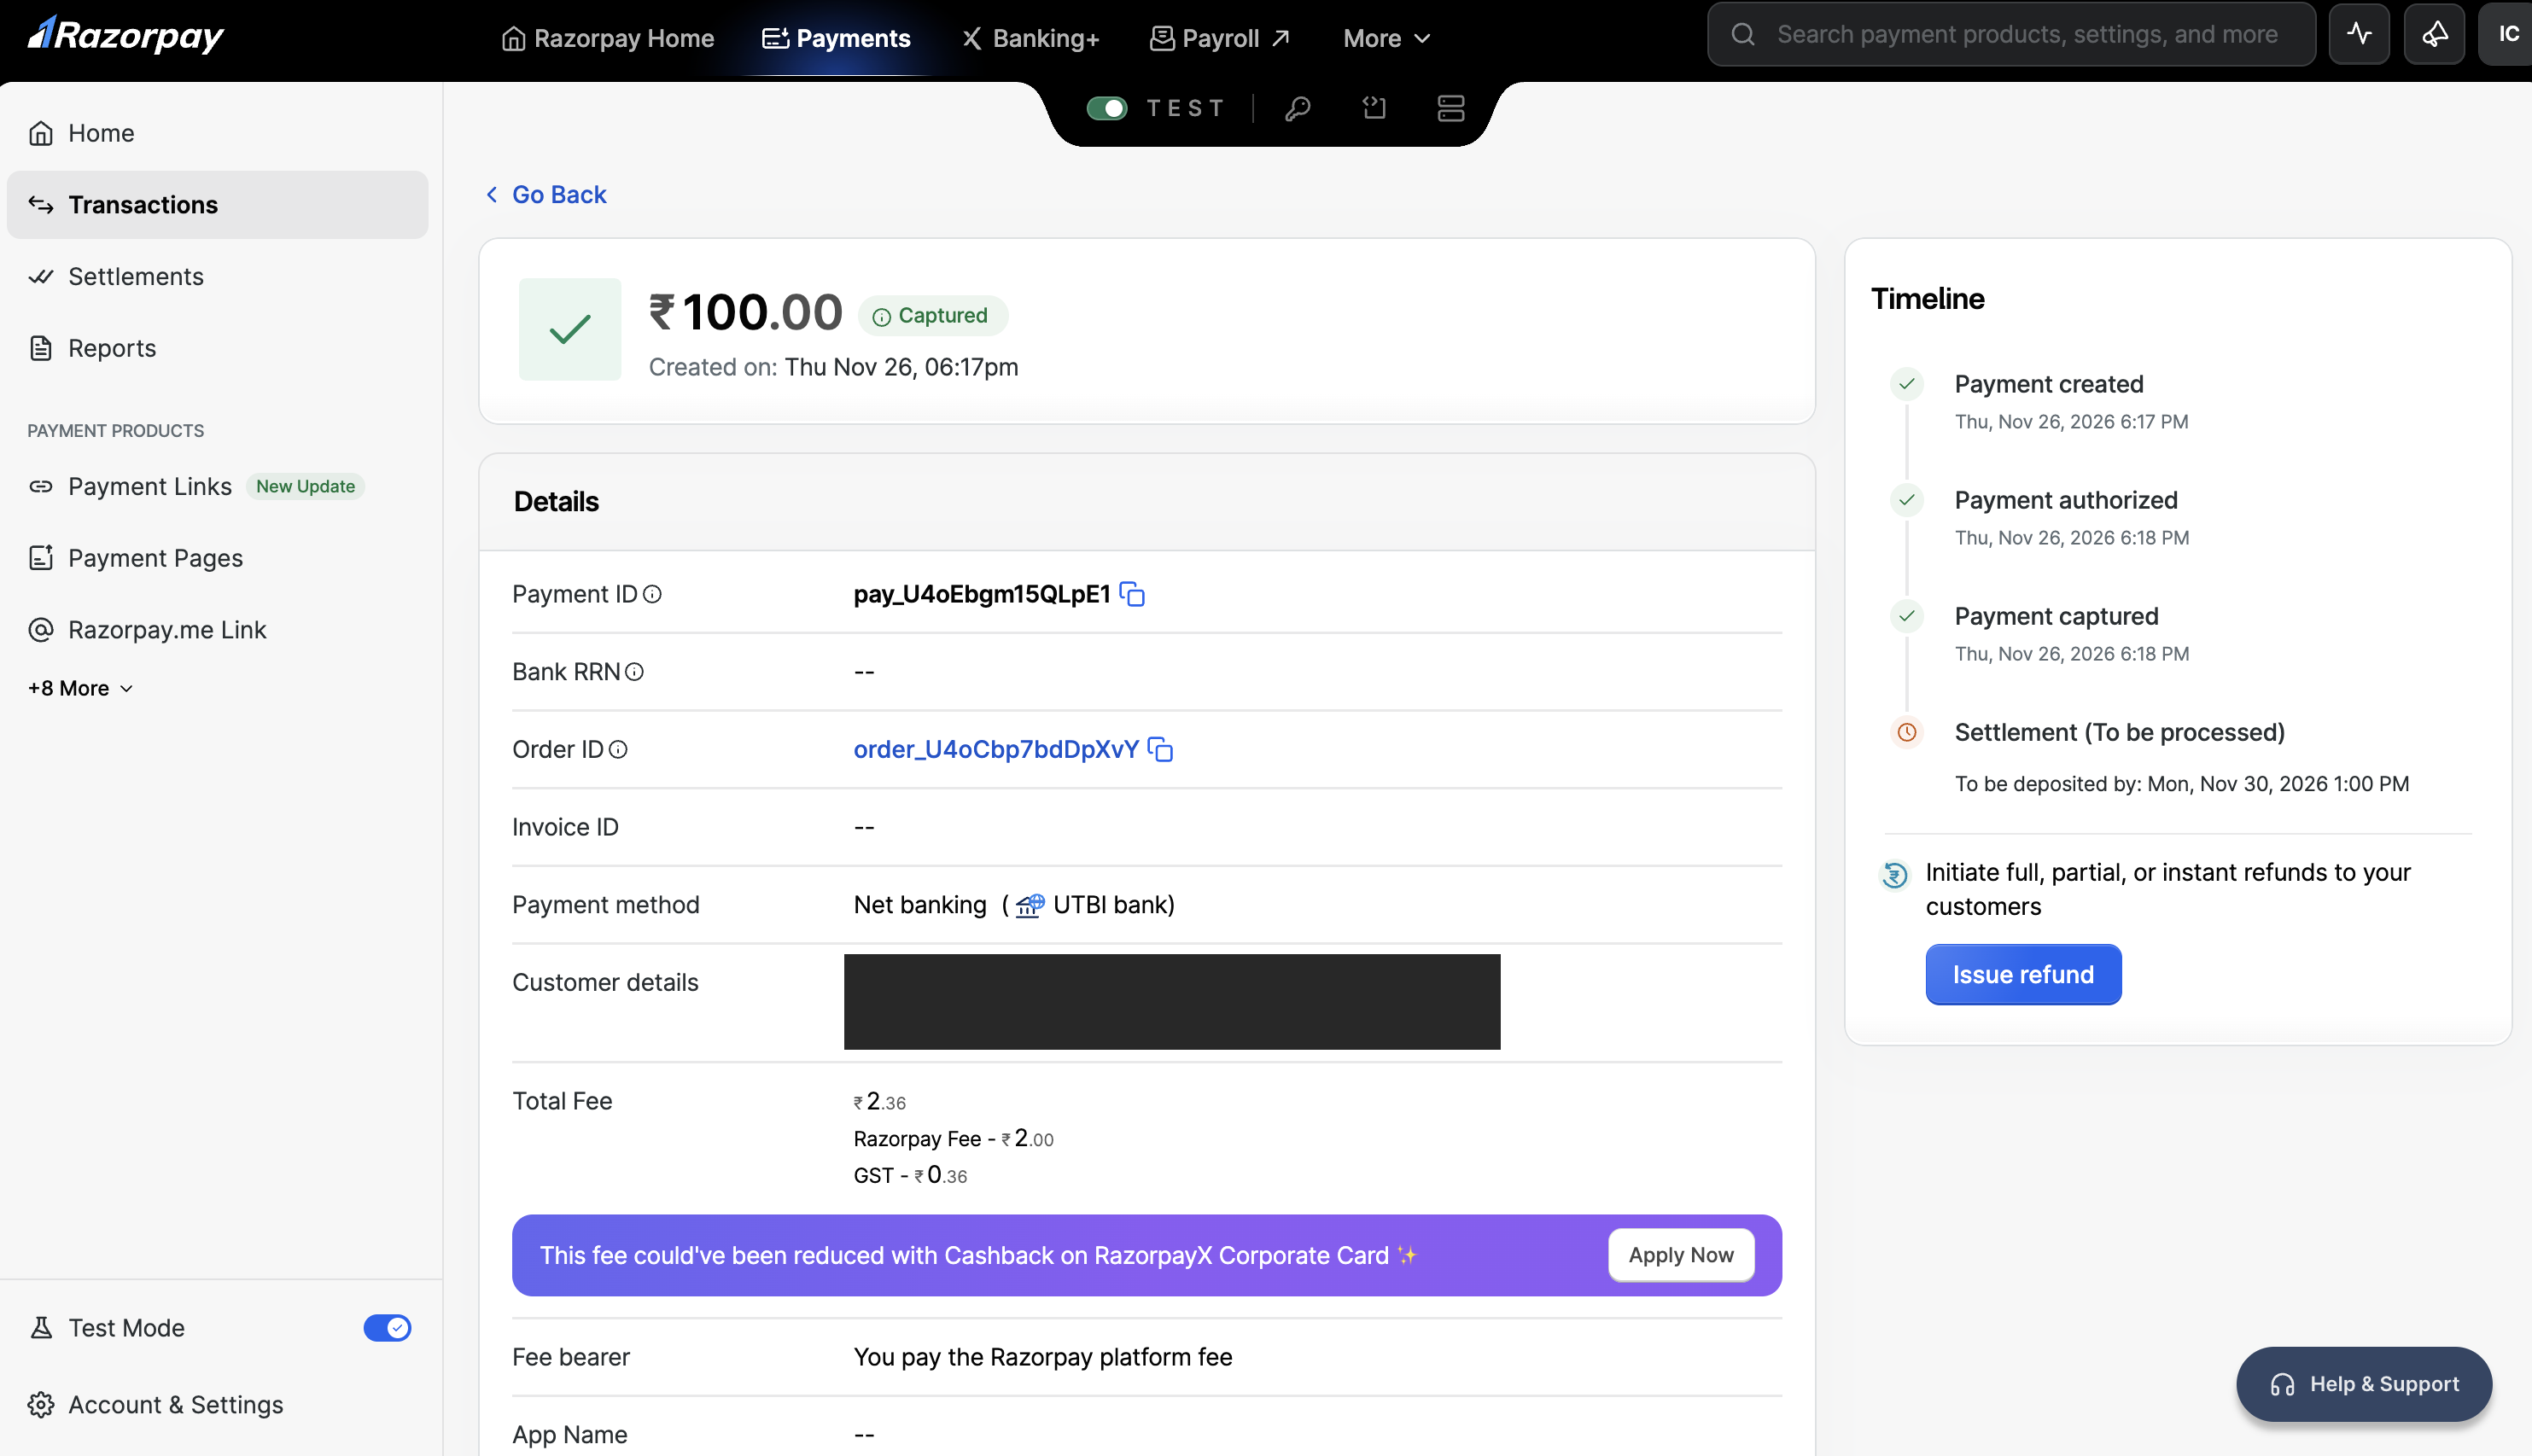 Razorpay
Razorpay Home
Payments
Banking+
Payroll
More
Search payment products, settings, and more
IC
TEST
Home
Transactions
Settlements
Reports
PAYMENT PRODUCTS
Payment Links New Update
Payment Pages
Razorpay.me Link
+8 More
Test Mode
Account & Settings
Go Back
₹100.00 Captured
Created on: Thu Nov 26, 06:17pm
Details
Payment ID pay_U4oEbgm15QLpE1
Bank RRN --
Order ID order_U4oCbp7bdDpXvY
Invoice ID --
Payment method Net banking ( UTBI bank)
Customer details
Total Fee ₹2.36
Razorpay Fee - ₹2.00
GST - ₹0.36
This fee could've been reduced with Cashback on RazorpayX Corporate Card ✨ Apply Now
Fee bearer You pay the Razorpay platform fee
App Name --
Timeline
Payment created
Thu, Nov 26, 2026 6:17 PM
Payment authorized
Thu, Nov 26, 2026 6:18 PM
Payment captured
Thu, Nov 26, 2026 6:18 PM
Settlement (To be processed)
To be deposited by: Mon, Nov 30, 2026 1:00 PM
Initiate full, partial, or instant refunds to your
customers
Issue refund
Help & Support